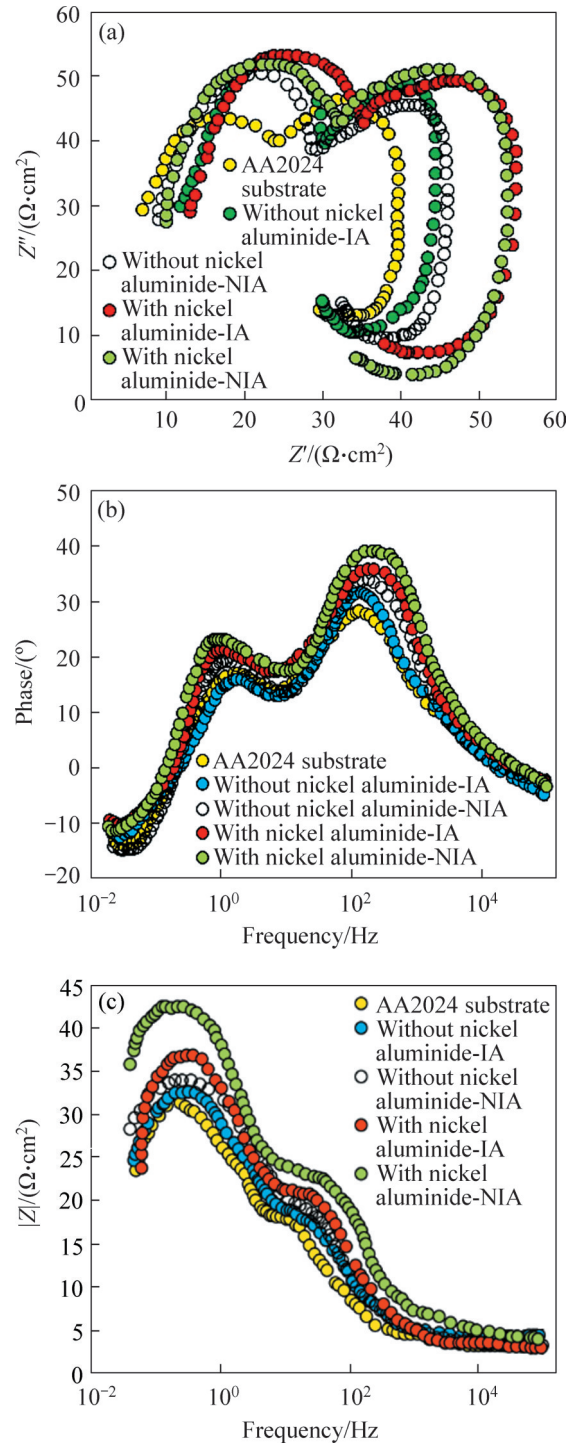 (a)
60
50
40
30
20
10
0
Z″/(Ω·cm²)
AA2024
substrate
Without nickel
aluminide-IA
Without nickel
aluminide-NIA
With nickel
aluminide-IA
With nickel
aluminide-NIA
10 20 30 40 50 60
Z′/(Ω·cm²)
(b)
50
40
30
20
10
0
−10
−20
Phase/(º)
AA2024 substrate
Without nickel aluminide-IA
Without nickel aluminide-NIA
With nickel aluminide-IA
With nickel aluminide-NIA
10⁻² 10⁰ 10² 10⁴
Frequency/Hz
(c)
45
40
35
30
25
20
15
10
5
0
|Z|/(Ω·cm²)
AA2024 substrate
Without nickel
aluminide-IA
Without nickel
aluminide-NIA
With nickel
aluminide-IA
With nickel
aluminide-NIA
10⁻² 10⁰ 10² 10⁴
Frequency/Hz